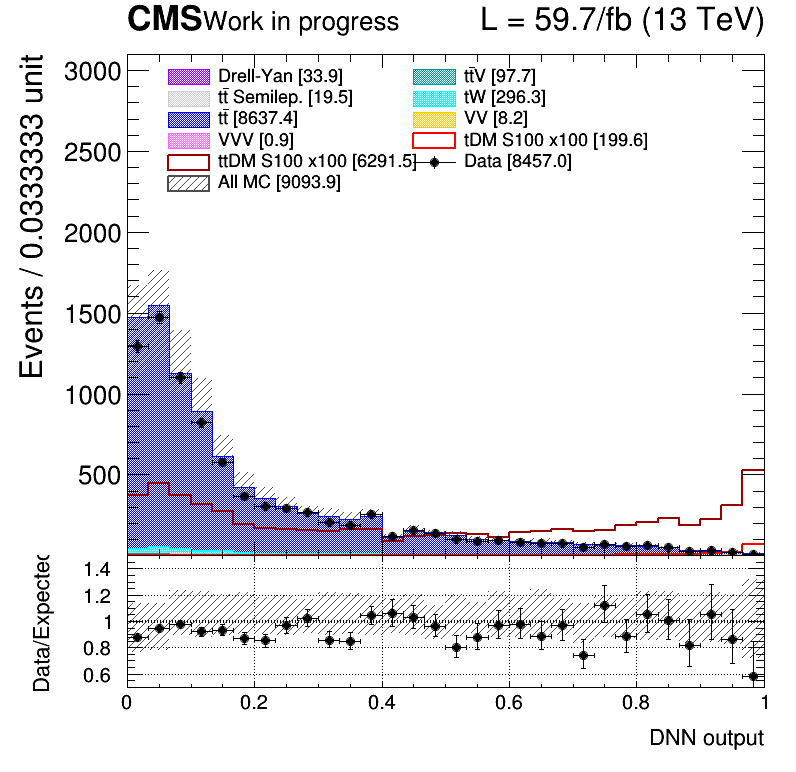 CMS Work in progress L = 59.7/fb (13 TeV)
Events / 0.0333333 unit
3000
2500
2000
1500
1000
500
Drell-Yan [33.9] tt̄V [97.7]
tt̄ Semilep. [19.5] tW [296.3]
tt̄ [8637.4] VV [8.2]
VVV [0.9] tDM S100 x100 [199.6]
ttDM S100 x100 [6291.5] Data [8457.0]
All MC [9093.9]
Data/Expected
1.4
1.2
1
0.8
0.6
0 0.2 0.4 0.6 0.8 1
DNN output